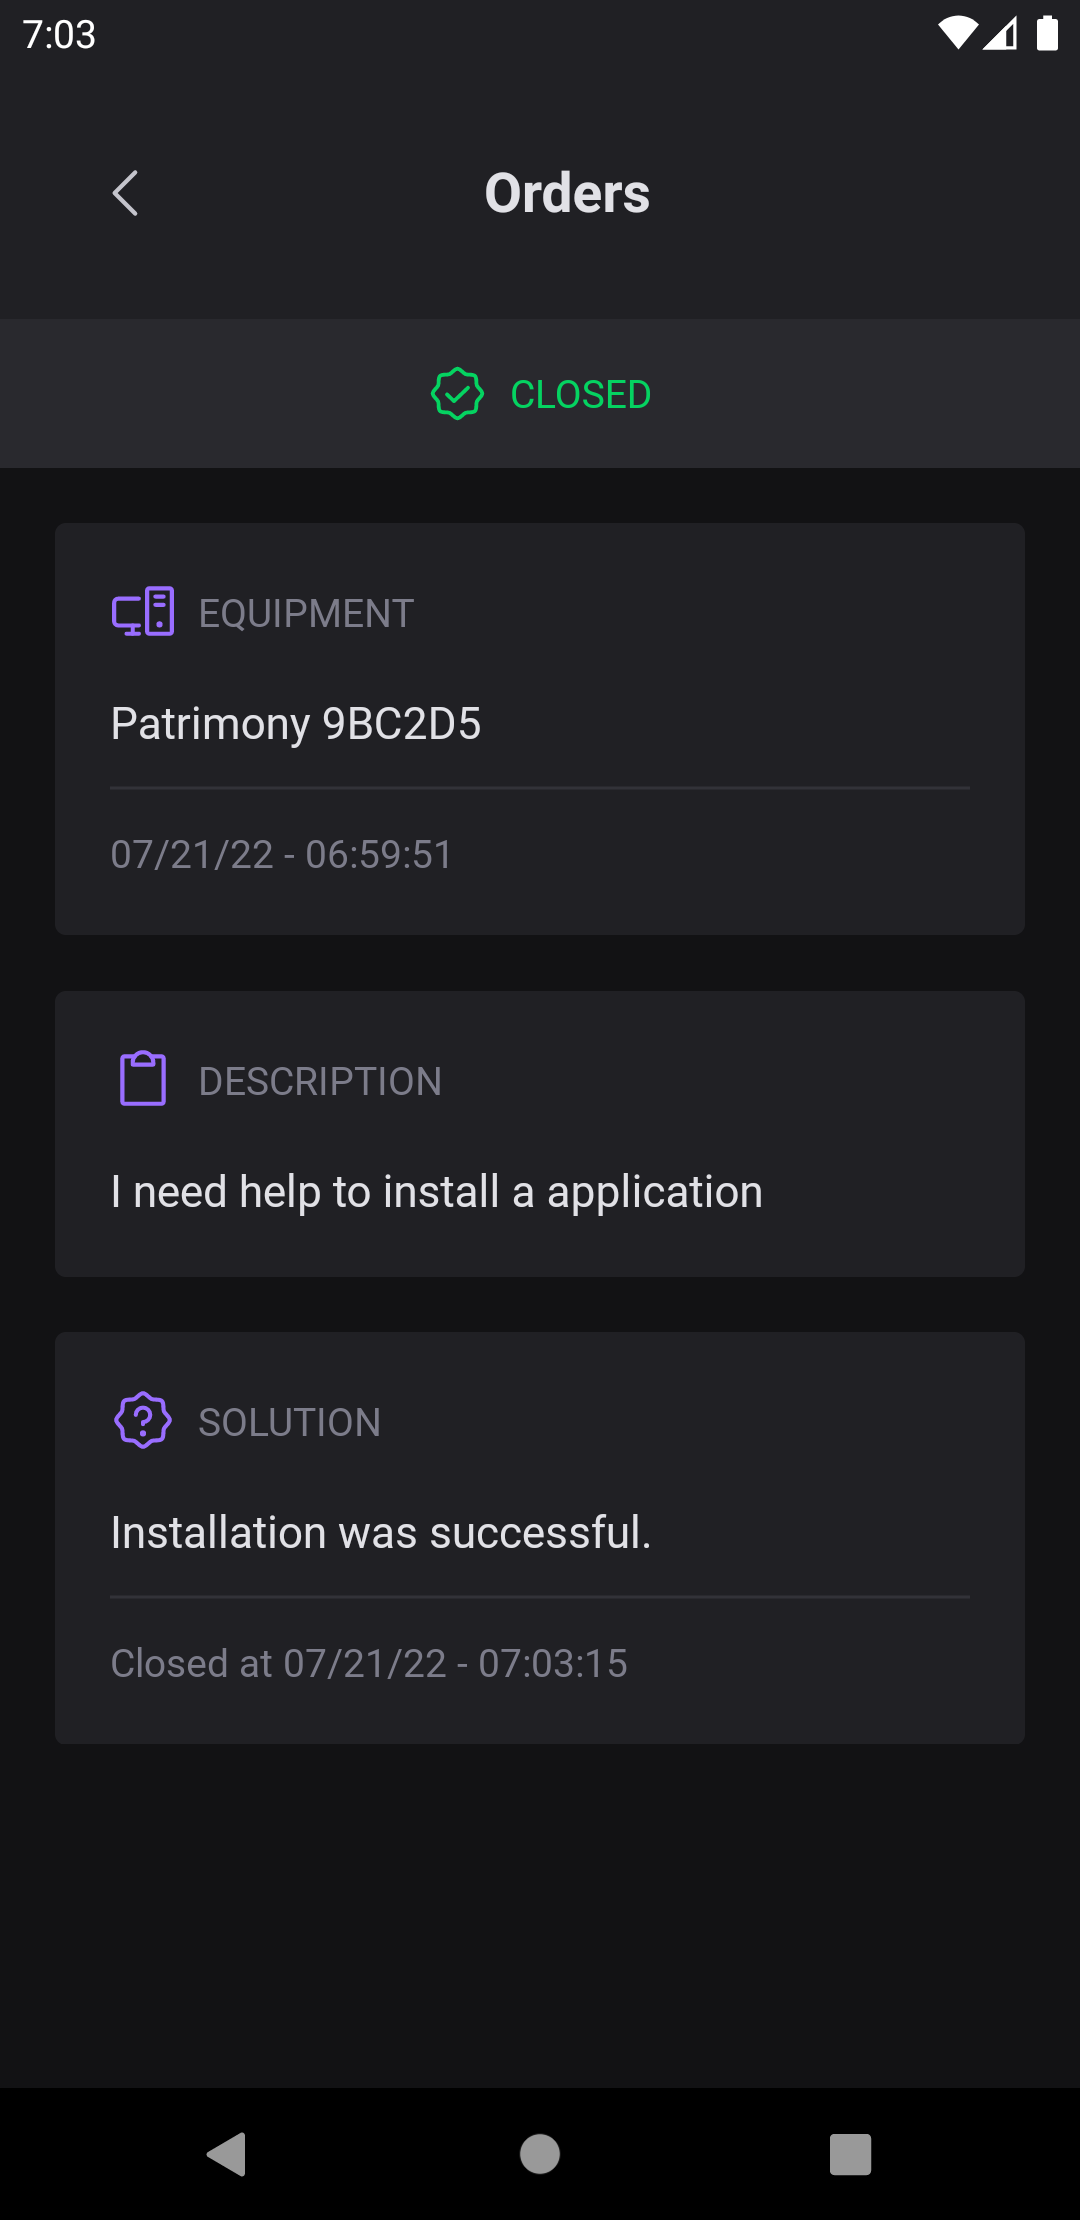 7:03
Orders
CLOSED
EQUIPMENT
Patrimony 9BC2D5
07/21/22 - 06:59:51
DESCRIPTION
I need help to install a application
SOLUTION
Installation was successful.
Closed at 07/21/22 - 07:03:15